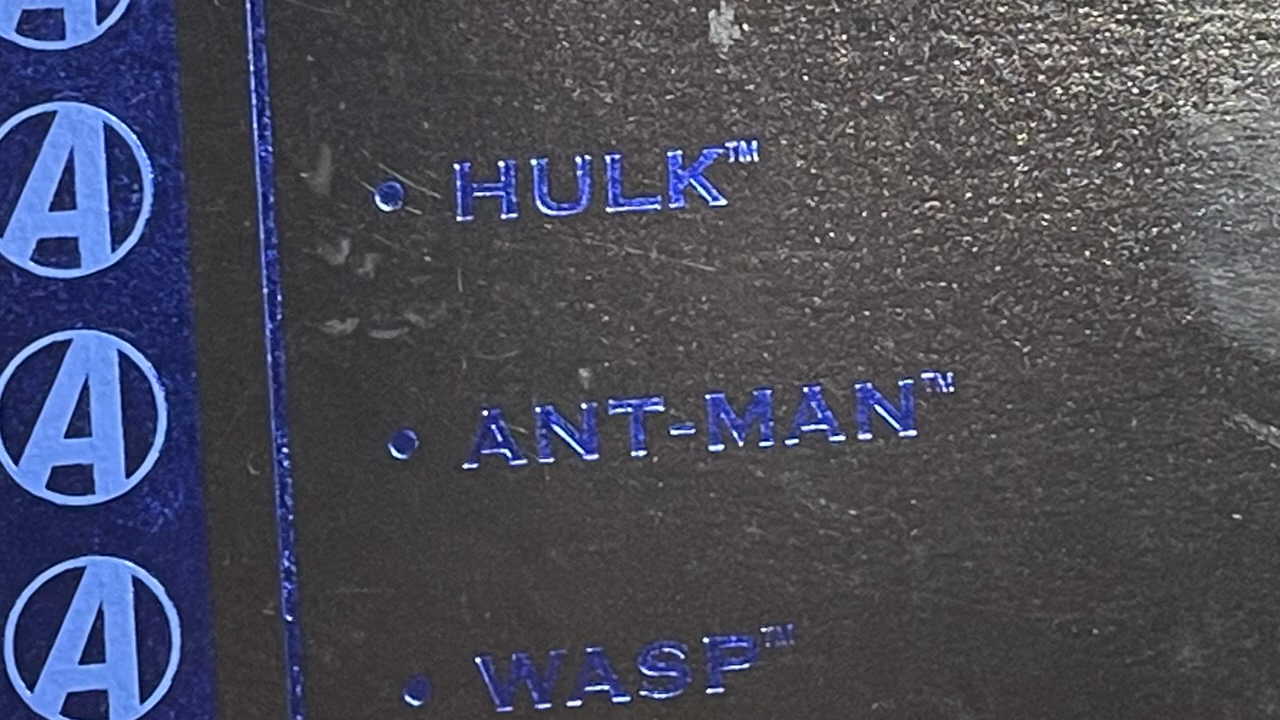 • HULK™
• ANT-MAN™
• WASP™